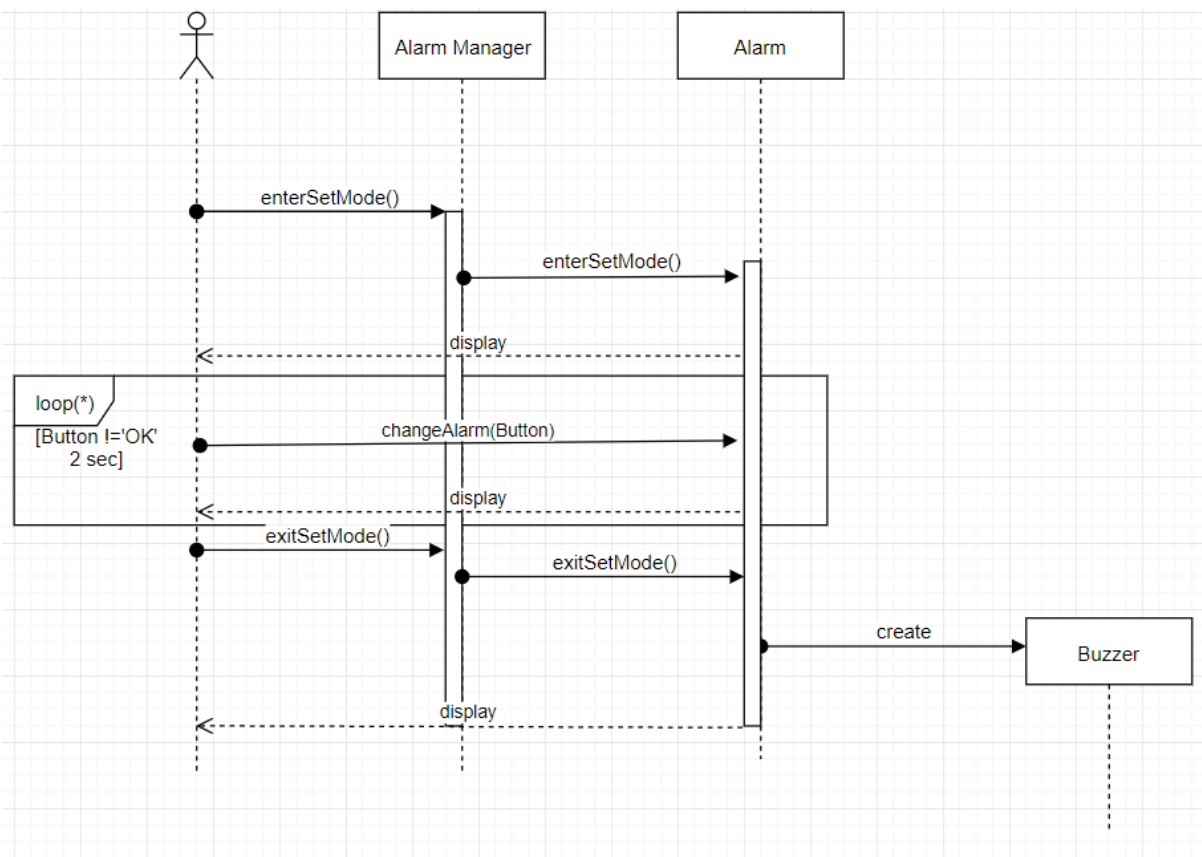 Alarm Manager
Alarm
enterSetMode()
enterSetMode()
display
loop(*)
[Button !='OK'
2 sec]
changeAlarm(Button)
display
exitSetMode()
exitSetMode()
create
Buzzer
display